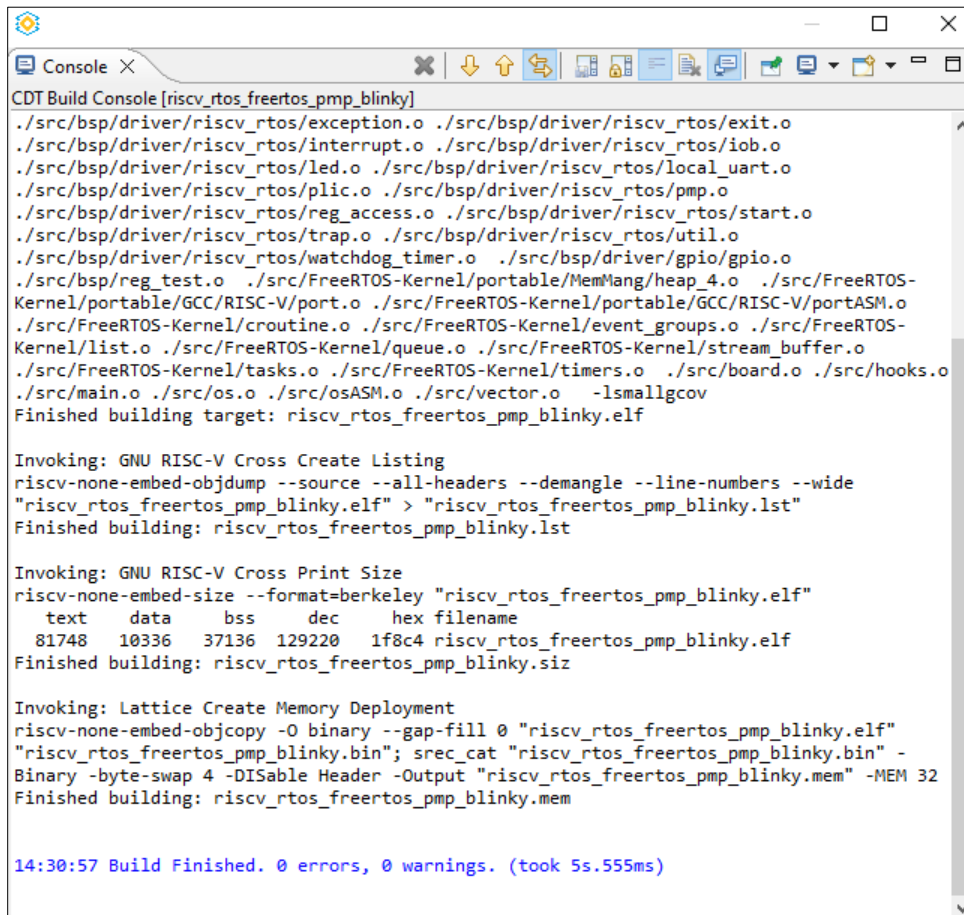 Console
CDT Build Console [riscv_rtos_freertos_pmp_blinky]
./src/bsp/driver/riscv_rtos/exception.o ./src/bsp/driver/riscv_rtos/exit.o
./src/bsp/driver/riscv_rtos/interrupt.o ./src/bsp/driver/riscv_rtos/iob.o
./src/bsp/driver/riscv_rtos/led.o ./src/bsp/driver/riscv_rtos/local_uart.o
./src/bsp/driver/riscv_rtos/plic.o ./src/bsp/driver/riscv_rtos/pmp.o
./src/bsp/driver/riscv_rtos/reg_access.o ./src/bsp/driver/riscv_rtos/start.o
./src/bsp/driver/riscv_rtos/trap.o ./src/bsp/driver/riscv_rtos/util.o
./src/bsp/driver/riscv_rtos/watchdog_timer.o  ./src/bsp/driver/gpio/gpio.o
./src/bsp/reg_test.o  ./src/FreeRTOS-Kernel/portable/MemMang/heap_4.o  ./src/FreeRTOS-
Kernel/portable/GCC/RISC-V/port.o ./src/FreeRTOS-Kernel/portable/GCC/RISC-V/portASM.o
./src/FreeRTOS-Kernel/croutine.o ./src/FreeRTOS-Kernel/event_groups.o ./src/FreeRTOS-
Kernel/list.o ./src/FreeRTOS-Kernel/queue.o ./src/FreeRTOS-Kernel/stream_buffer.o
./src/FreeRTOS-Kernel/tasks.o ./src/FreeRTOS-Kernel/timers.o  ./src/board.o ./src/hooks.o
./src/main.o ./src/os.o ./src/osASM.o ./src/vector.o   -lsmallgcov
Finished building target: riscv_rtos_freertos_pmp_blinky.elf
Invoking: GNU RISC-V Cross Create Listing
riscv-none-embed-objdump --source --all-headers --demangle --line-numbers --wide
"riscv_rtos_freertos_pmp_blinky.elf" > "riscv_rtos_freertos_pmp_blinky.lst"
Finished building: riscv_rtos_freertos_pmp_blinky.lst
Invoking: GNU RISC-V Cross Print Size
riscv-none-embed-size --format=berkeley "riscv_rtos_freertos_pmp_blinky.elf"
   text    data     bss     dec     hex filename
  81748   10336   37136  129220   1f8c4 riscv_rtos_freertos_pmp_blinky.elf
Finished building: riscv_rtos_freertos_pmp_blinky.siz
Invoking: Lattice Create Memory Deployment
riscv-none-embed-objcopy -O binary --gap-fill 0 "riscv_rtos_freertos_pmp_blinky.elf"
"riscv_rtos_freertos_pmp_blinky.bin"; srec_cat "riscv_rtos_freertos_pmp_blinky.bin" -
Binary -byte-swap 4 -DISable Header -Output "riscv_rtos_freertos_pmp_blinky.mem" -MEM 32
Finished building: riscv_rtos_freertos_pmp_blinky.mem
14:30:57 Build Finished. 0 errors, 0 warnings. (took 5s.555ms)